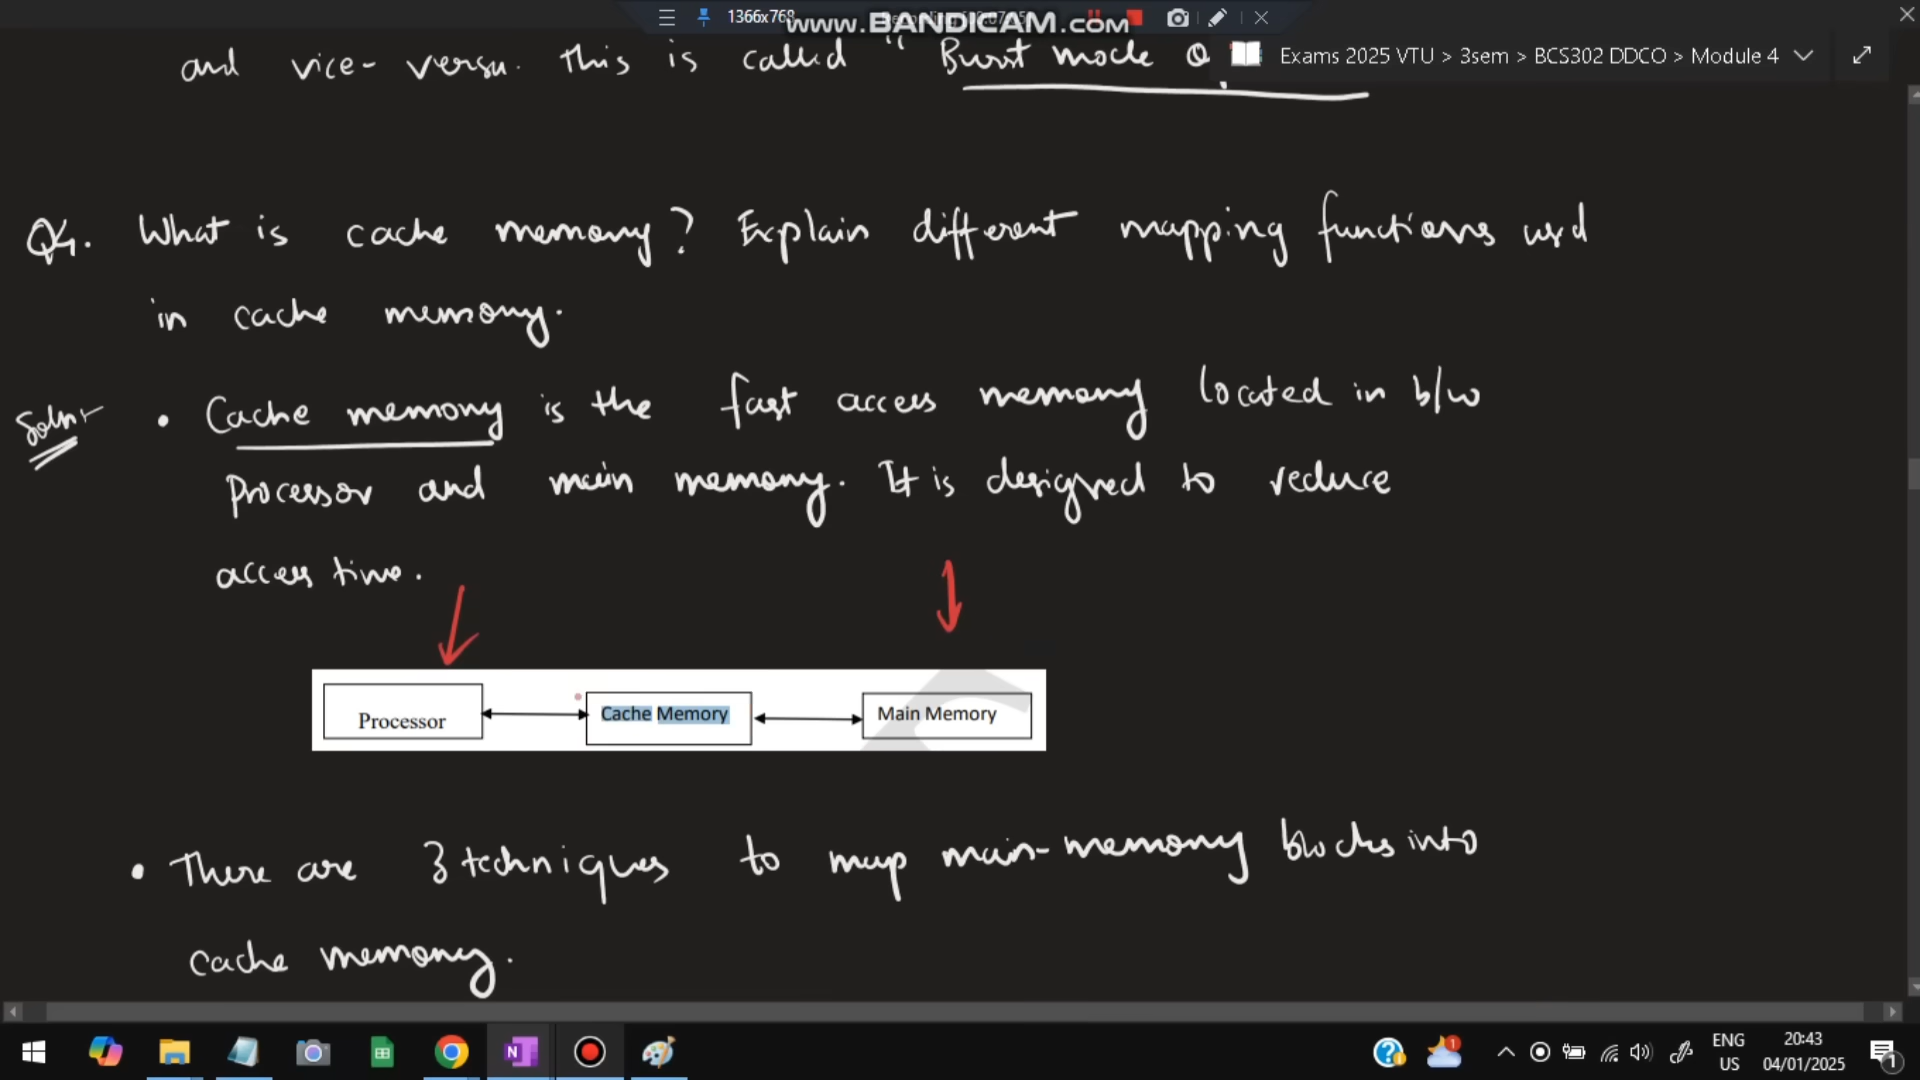 1366x768
www.BANDICAM.com
and vice- versa. This is called " Burst mode
Exams 2025 VTU > 3sem > BCS302 DDCO > Module 4
Q4. What is cache memory? Explain different mapping functions used
in cache memory.
Soln:-
• Cache memory is the fast access memory located in b/w
processor and main memory. It is designed to reduce
access time.
Processor
Cache Memory
Main Memory
• There are 3 techniques to map main-memory blocks into
cache memory.
ENG
US
20:43
04/01/2025